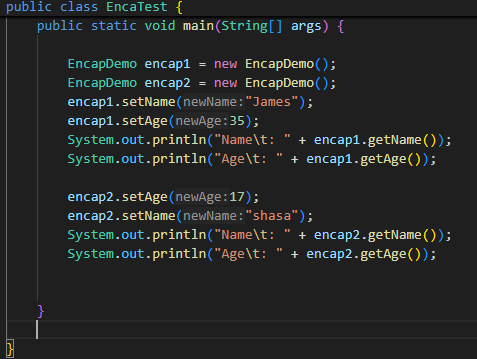 public class EncaTest {
public static void main(String[] args) {
EncapDemo encap1 = new EncapDemo();
EncapDemo encap2 = new EncapDemo();
encap1.setName(newName:"James");
encap1.setAge(newAge:35);
System.out.println("Name\t: " + encap1.getName());
System.out.println("Age\t: " + encap1.getAge());
encap2.setAge(newAge:17);
encap2.setName(newName:"shasa");
System.out.println("Name\t: " + encap2.getName());
System.out.println("Age\t: " + encap2.getAge());
}
}